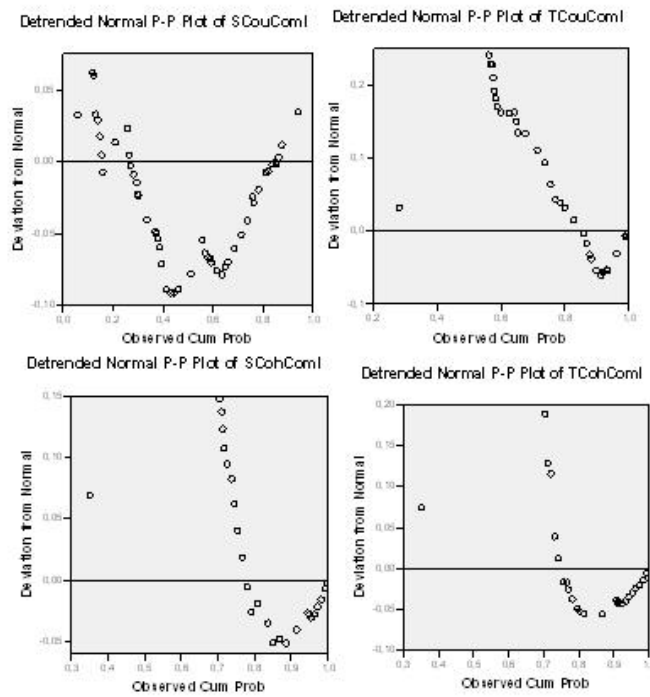 Detrended Normal P-P Plot of SCouComI
Deviation from Normal
0,05
0,00
-0,05
-0,10
0,0 0,2 0,4 0,6 0,8 1,0
Observed Cum Prob
Detrended Normal P-P Plot of TCouComI
Deviation from Normal
0,2
0,1
0,0
-0,1
0,2 0,4 0,6 0,8 1,0
Observed Cum Prob
Detrended Normal P-P Plot of SCohComI
Deviation from Normal
0,15
0,10
0,05
0,00
-0,05
0,3 0,4 0,5 0,6 0,7 0,8 0,9 1,0
Observed Cum Prob
Detrended Normal P-P Plot of TCohComI
Deviation from Normal
0,20
0,15
0,10
0,05
0,00
-0,05
-0,10
0,3 0,4 0,5 0,6 0,7 0,8 0,9 1,0
Observed Cum Prob